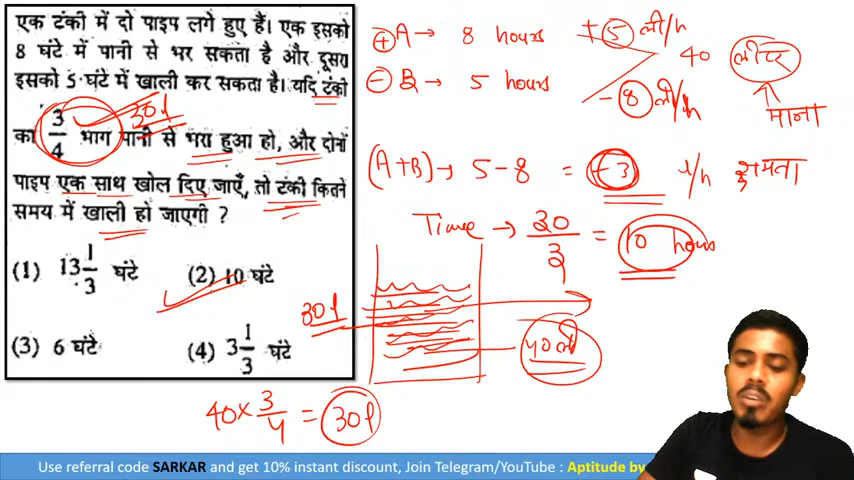 एक टंकी में दो पाइप लगे हुए हैं। एक इसको
8 घंटे में पानी से भर सकता है और दूसरा
इसको 5 घंटे में खाली कर सकता है। यदि टंकी
का 3/4 भाग पानी से भरा हुआ हो, और दोनों
30l
पाइप एक साथ खोल दिए जाएँ, तो टंकी कितने
समय में खाली हो जाएगी ?
(1) 13 1/3 घंटे (2) 10 घंटे
(3) 6 घंटे (4) 3 1/3 घंटे
+ A → 8 hours + 5 ली/h
40 लीटर
- B → 5 hours - 8 ली/h
माना
(A+B) → 5 - 8 = - 3 l/h क्षमता
Time → 30/3 = 10 hours
30l
40 ली
40 × 3/4 = 30l
Use referral code SARKAR and get 10% instant discount, Join Telegram/YouTube : Aptitude by